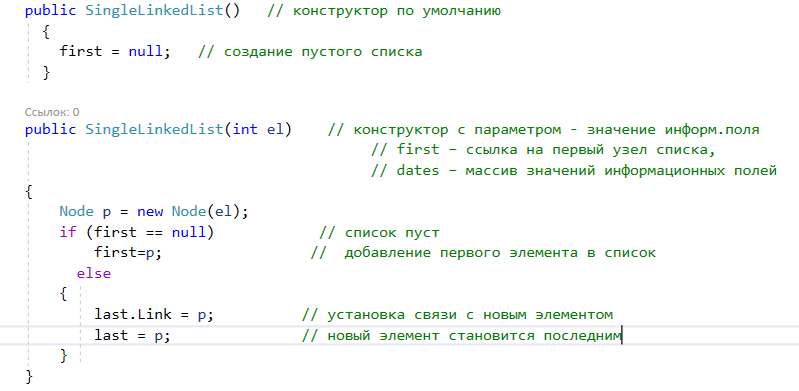 public SingleLinkedList()   // конструктор по умолчанию
{
first = null;   // создание пустого списка
}
Ссылок: 0
public SingleLinkedList(int el)    // конструктор с параметром - значение информ.поля
// first – ссылка на первый узел списка,
// dates – массив значений информационных полей
{
Node p = new Node(el);
if (first == null)            // список пуст
first=p;                 //  добавление первого элемента в список
else
{
last.Link = p;          // установка связи с новым элементом
last = p;               // новый элемент становится последним
}
}